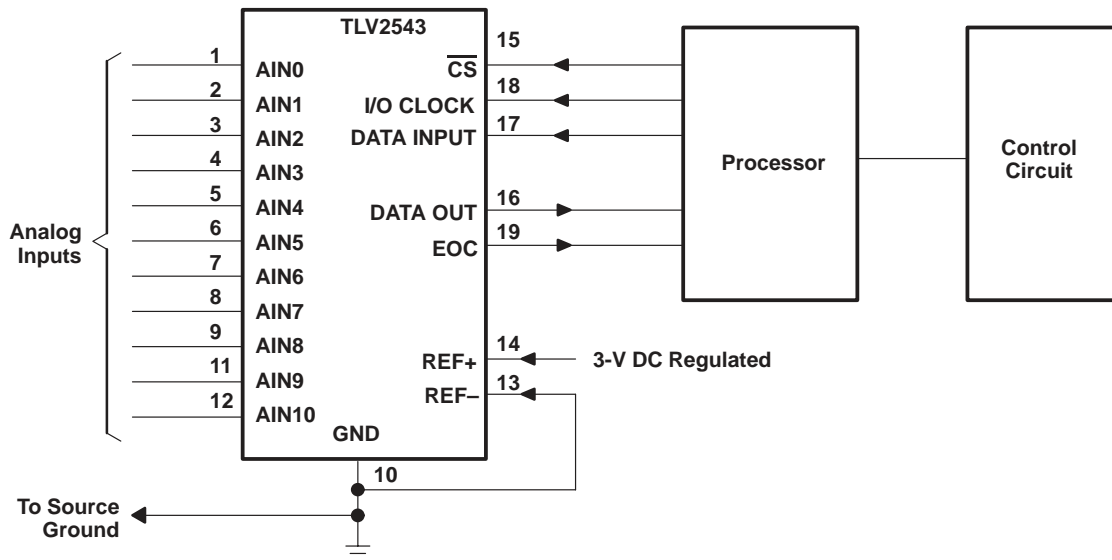 TLV2543
1
AIN0
2
AIN1
3
AIN2
4
AIN3
5
AIN4
6
AIN5
7
AIN6
8
AIN7
9
AIN8
11
AIN9
12
AIN10
Analog
Inputs
15
CS
18
I/O CLOCK
17
DATA INPUT
16
DATA OUT
19
EOC
14
REF+
3-V DC Regulated
13
REF–
GND
10
To Source
Ground
Processor
Control
Circuit